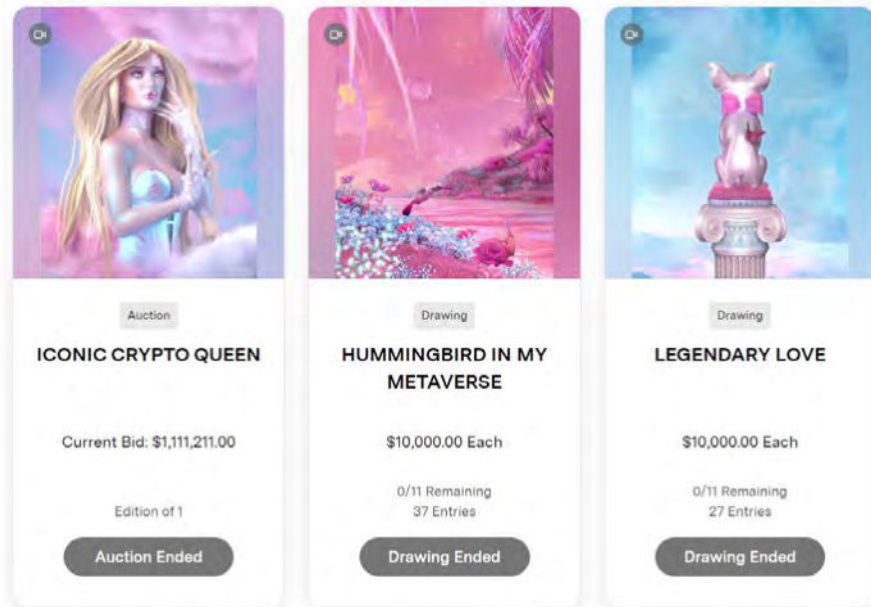 Auction
ICONIC CRYPTO QUEEN
Current Bid: $1,111,211.00
Edition of 1
Auction Ended
Drawing
HUMMINGBIRD IN MY
METAVERSE
$10,000.00 Each
0/11 Remaining
37 Entries
Drawing Ended
Drawing
LEGENDARY LOVE
$10,000.00 Each
0/11 Remaining
27 Entries
Drawing Ended